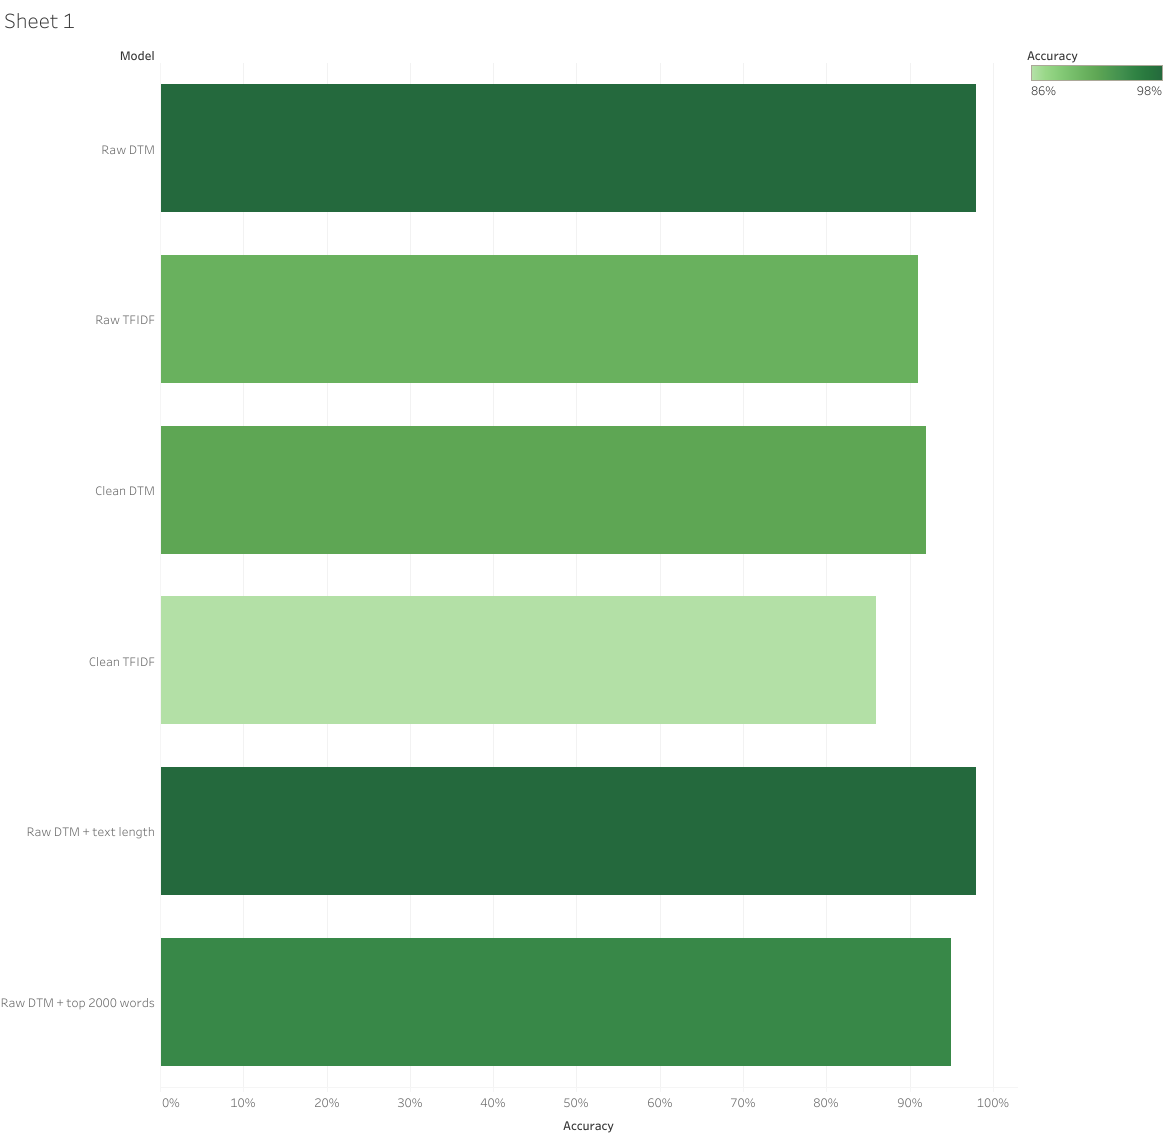 Sheet 1
Model
Accuracy
86% 98%
Raw DTM
Raw TFIDF
Clean DTM
Clean TFIDF
Raw DTM + text length
Raw DTM + top 2000 words
0% 10% 20% 30% 40% 50% 60% 70% 80% 90% 100%
Accuracy